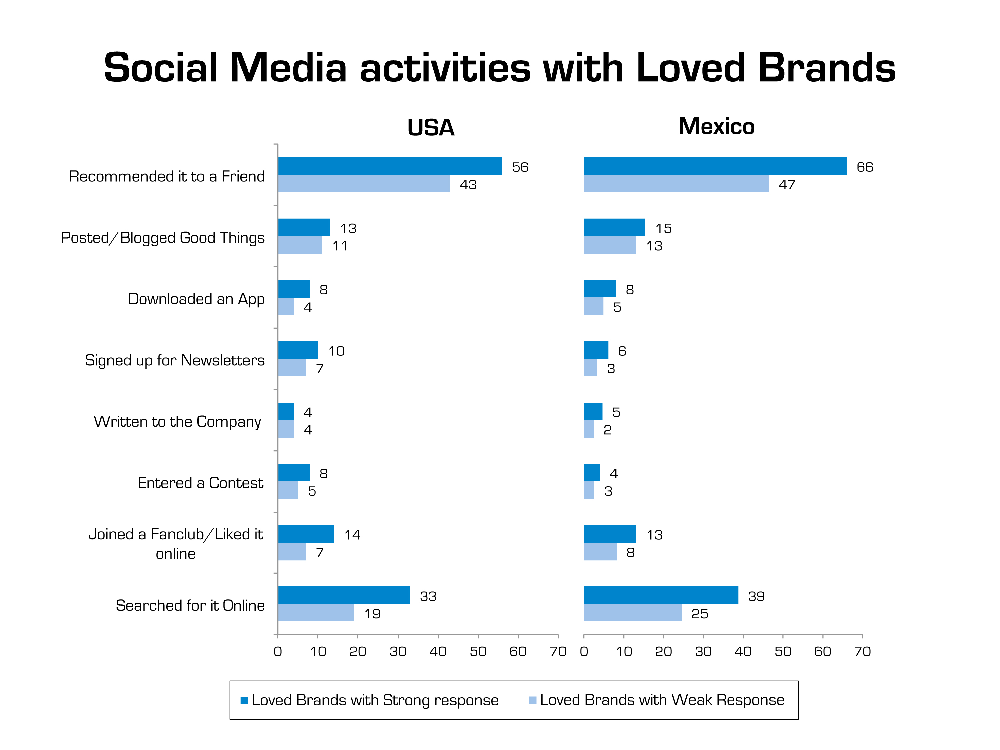 Social Media activities with Loved Brands
USA Mexico
Recommended it to a Friend 56 66
43 47
Posted/Blogged Good Things 13 15
11 13
Downloaded an App 8 8
4 5
Signed up for Newsletters 10 6
7 3
Written to the Company 4 5
4 2
Entered a Contest 8 4
5 3
Joined a Fanclub/Liked it 14 13
online 7 8
Searched for it Online 33 39
19 25
0 10 20 30 40 50 60 70 0 10 20 30 40 50 60 70
Loved Brands with Strong response Loved Brands with Weak Response